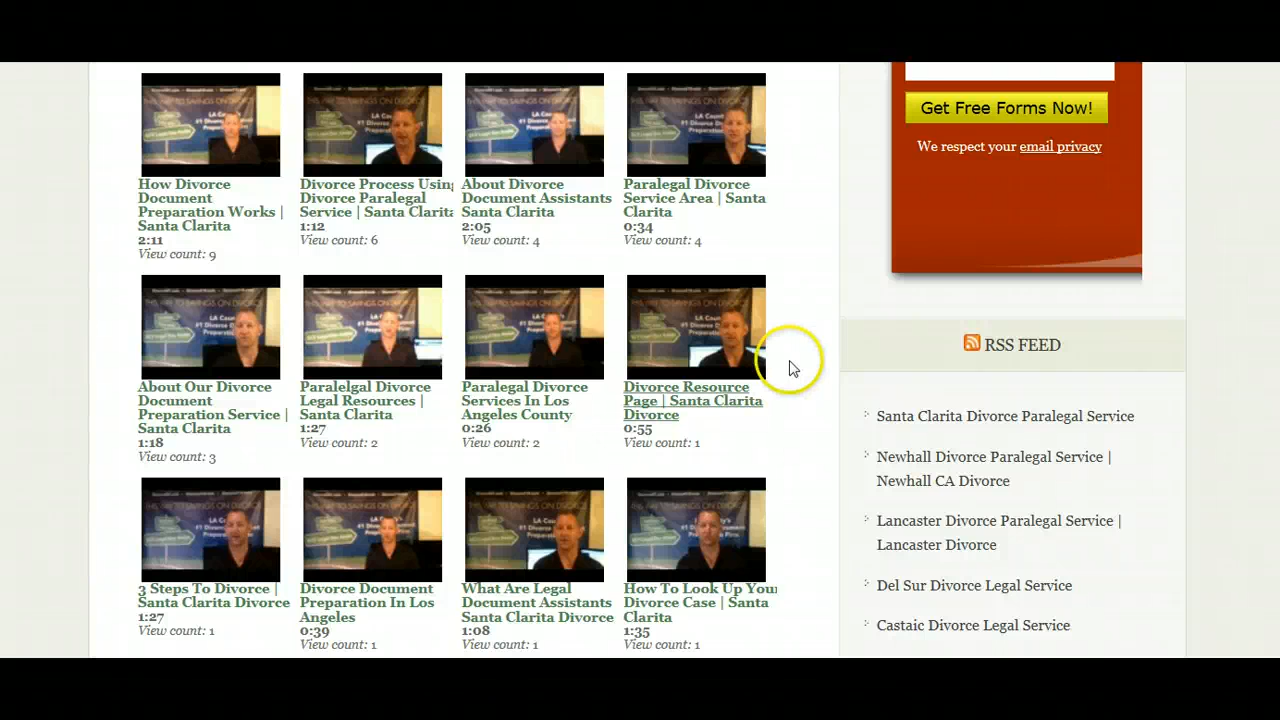 How Divorce
Document
Preparation Works |
Santa Clarita
2:11
View count: 9
Divorce Process Using
Divorce Paralegal
Service | Santa Clarita
1:12
View count: 6
About Divorce
Document Assistants
Santa Clarita
2:05
View count: 4
Paralegal Divorce
Service Area | Santa
Clarita
0:34
View count: 4
About Our Divorce
Document
Preparation Service |
Santa Clarita
1:18
View count: 3
Paralelgal Divorce
Legal Resources |
Santa Clarita
1:27
View count: 2
Paralegal Divorce
Services In Los
Angeles County
0:26
View count: 2
Divorce Resource
Page | Santa Clarita
Divorce
0:55
View count: 1
3 Steps To Divorce |
Santa Clarita Divorce
1:27
View count: 1
Divorce Document
Preparation In Los
Angeles
0:39
View count: 1
What Are Legal
Document Assistants
Santa Clarita Divorce
1:08
View count: 1
How To Look Up Your
Divorce Case | Santa
Clarita
1:35
View count: 1
Get Free Forms Now!
We respect your email privacy
RSS FEED
Santa Clarita Divorce Paralegal Service
Newhall Divorce Paralegal Service |
Newhall CA Divorce
Lancaster Divorce Paralegal Service |
Lancaster Divorce
Del Sur Divorce Legal Service
Castaic Divorce Legal Service